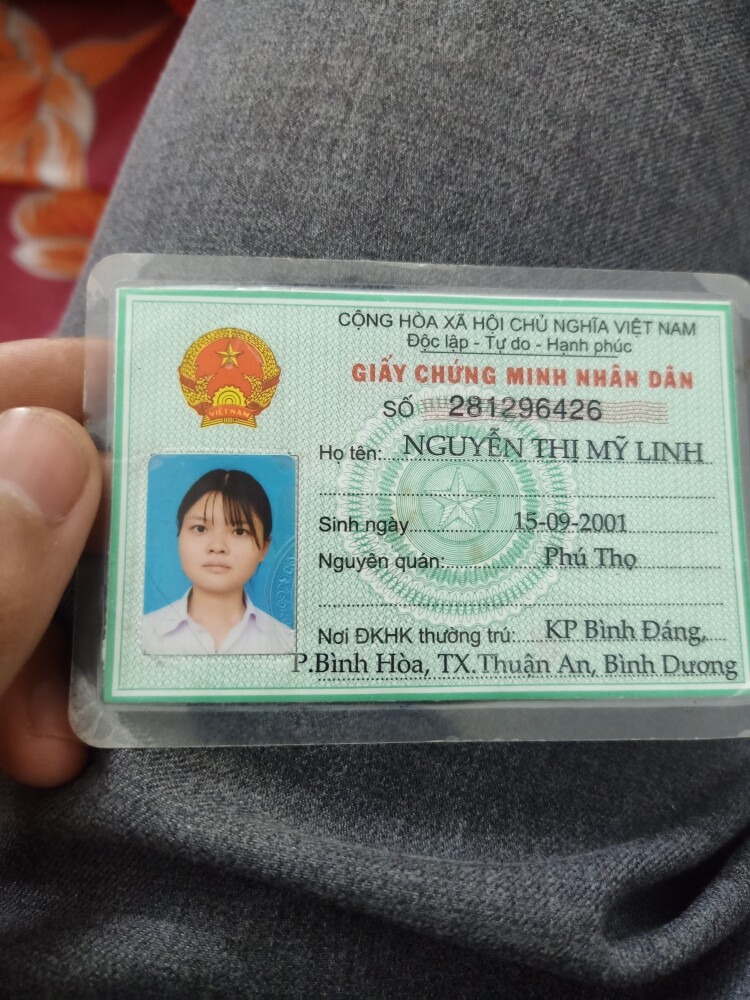 CỘNG HÒA XÃ HỘI CHỦ NGHĨA VIỆT NAM
Độc lập - Tự do - Hạnh phúc
GIẤY CHỨNG MINH NHÂN DÂN
SỐ 281296426
VIỆT NAM
Họ tên: NGUYỄN THỊ MỸ LINH
Sinh ngày 15-09-2001
Nguyên quán: Phú Thọ
Nơi ĐKHK thường trú: KP Bình Đáng,
P.Bình Hòa, TX.Thuận An, Bình Dương